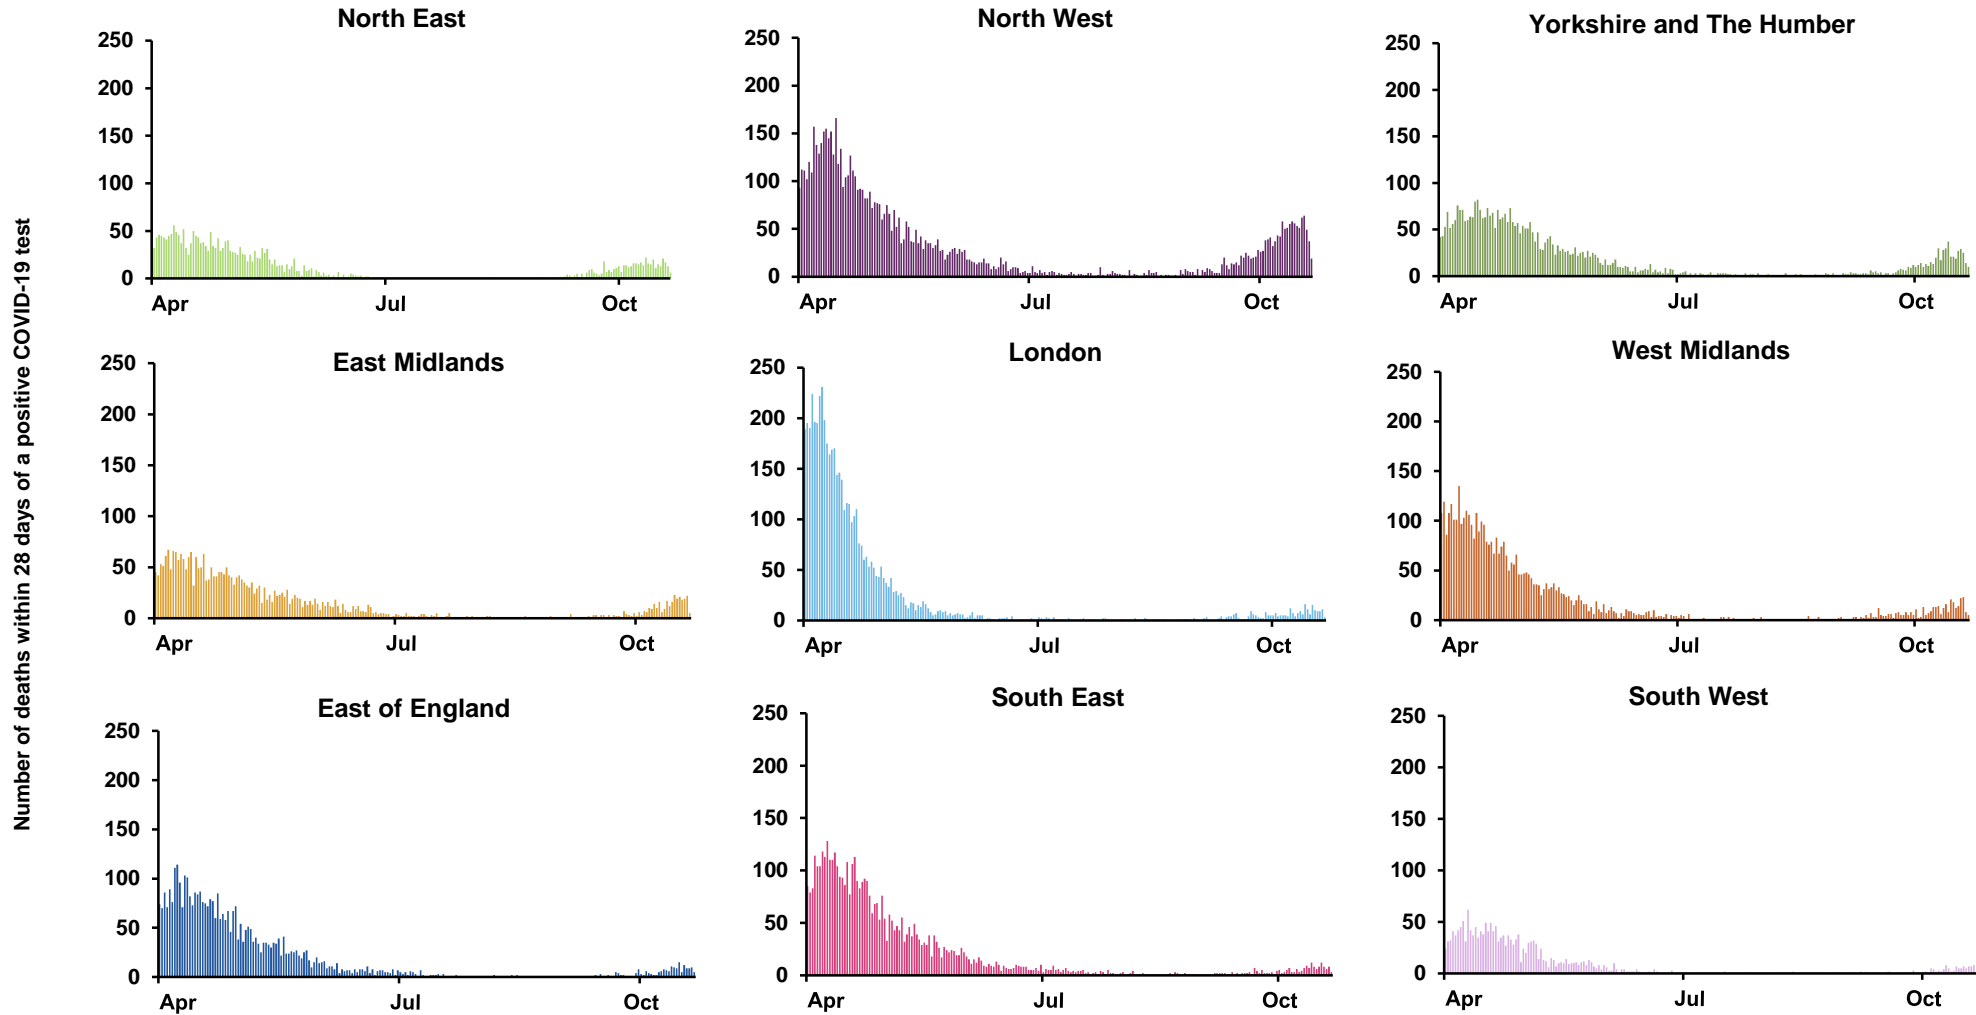 Number of deaths within 28 days of a positive COVID-19 test
North East
250
200
150
100
50
0
Apr Jul Oct
North West
250
200
150
100
50
0
Apr Jul Oct
Yorkshire and The Humber
250
200
150
100
50
0
Apr Jul Oct
East Midlands
250
200
150
100
50
0
Apr Jul Oct
London
250
200
150
100
50
0
Apr Jul Oct
West Midlands
250
200
150
100
50
0
Apr Jul Oct
East of England
250
200
150
100
50
0
Apr Jul Oct
South East
250
200
150
100
50
0
Apr Jul Oct
South West
250
200
150
100
50
0
Apr Jul Oct